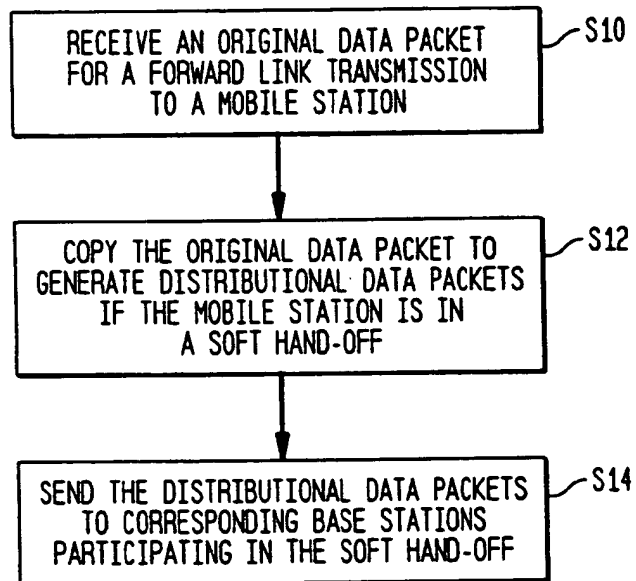 RECEIVE AN ORIGINAL DATA PACKET
FOR A FORWARD LINK TRANSMISSION
TO A MOBILE STATION
S10
COPY THE ORIGINAL DATA PACKET TO
GENERATE DISTRIBUTIONAL DATA PACKETS
IF THE MOBILE STATION IS IN
A SOFT HAND-OFF
S12
SEND THE DISTRIBUTIONAL DATA PACKETS
TO CORRESPONDING BASE STATIONS
PARTICIPATING IN THE SOFT HAND-OFF
S14